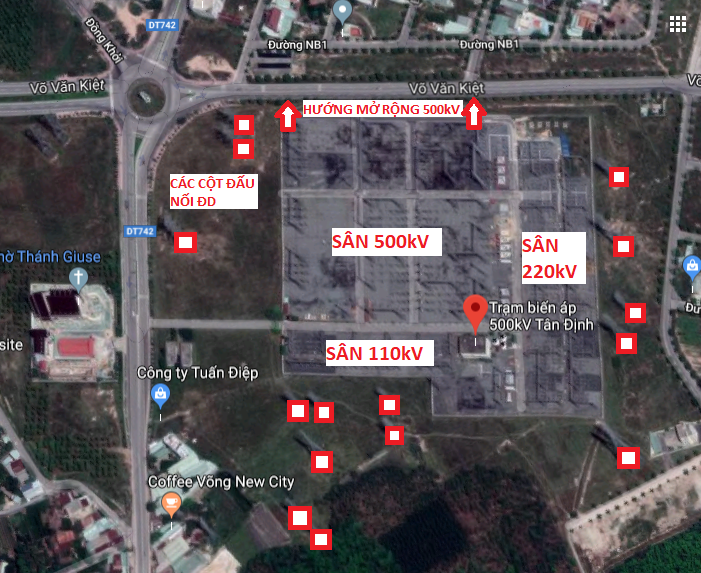 DT742
Đồng Khởi
Đường NB1
Đường NB1
Võ Văn Kiệt
Võ Văn Kiệt
Võ
HƯỚNG MỞ RỘNG 500kV
CÁC CỘT ĐẤU
NỐI ĐD
DT742
SÂN 500kV
SÂN
220kV
hờ Thánh Giuse
Trạm biến áp
500kV Tân Định
Đư
site
SÂN 110kV
Công ty Tuấn Điệp
Coffee Võng New City